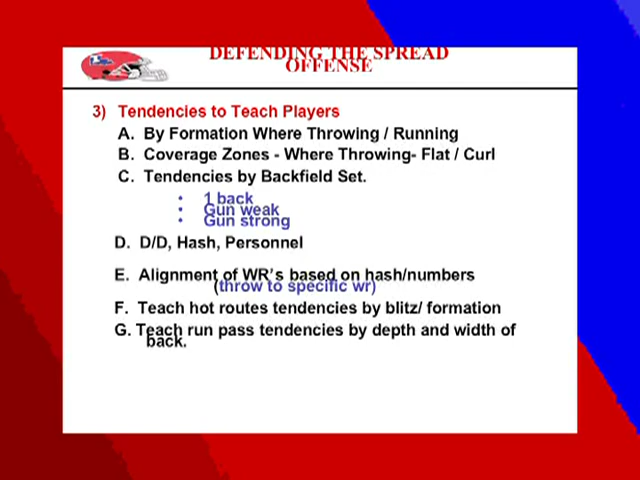 DEFENDING THE SPREAD
OFFENSE
3) Tendencies to Teach Players
A. By Formation Where Throwing / Running
B. Coverage Zones - Where Throwing- Flat / Curl
C. Tendencies by Backfield Set.
• 1 back
• Gun weak
• Gun strong
D. D/D, Hash, Personnel
E. Alignment of WR's based on hash/numbers
(throw to specific wr)
F. Teach hot routes tendencies by blitz/ formation
G. Teach run pass tendencies by depth and width of
back.